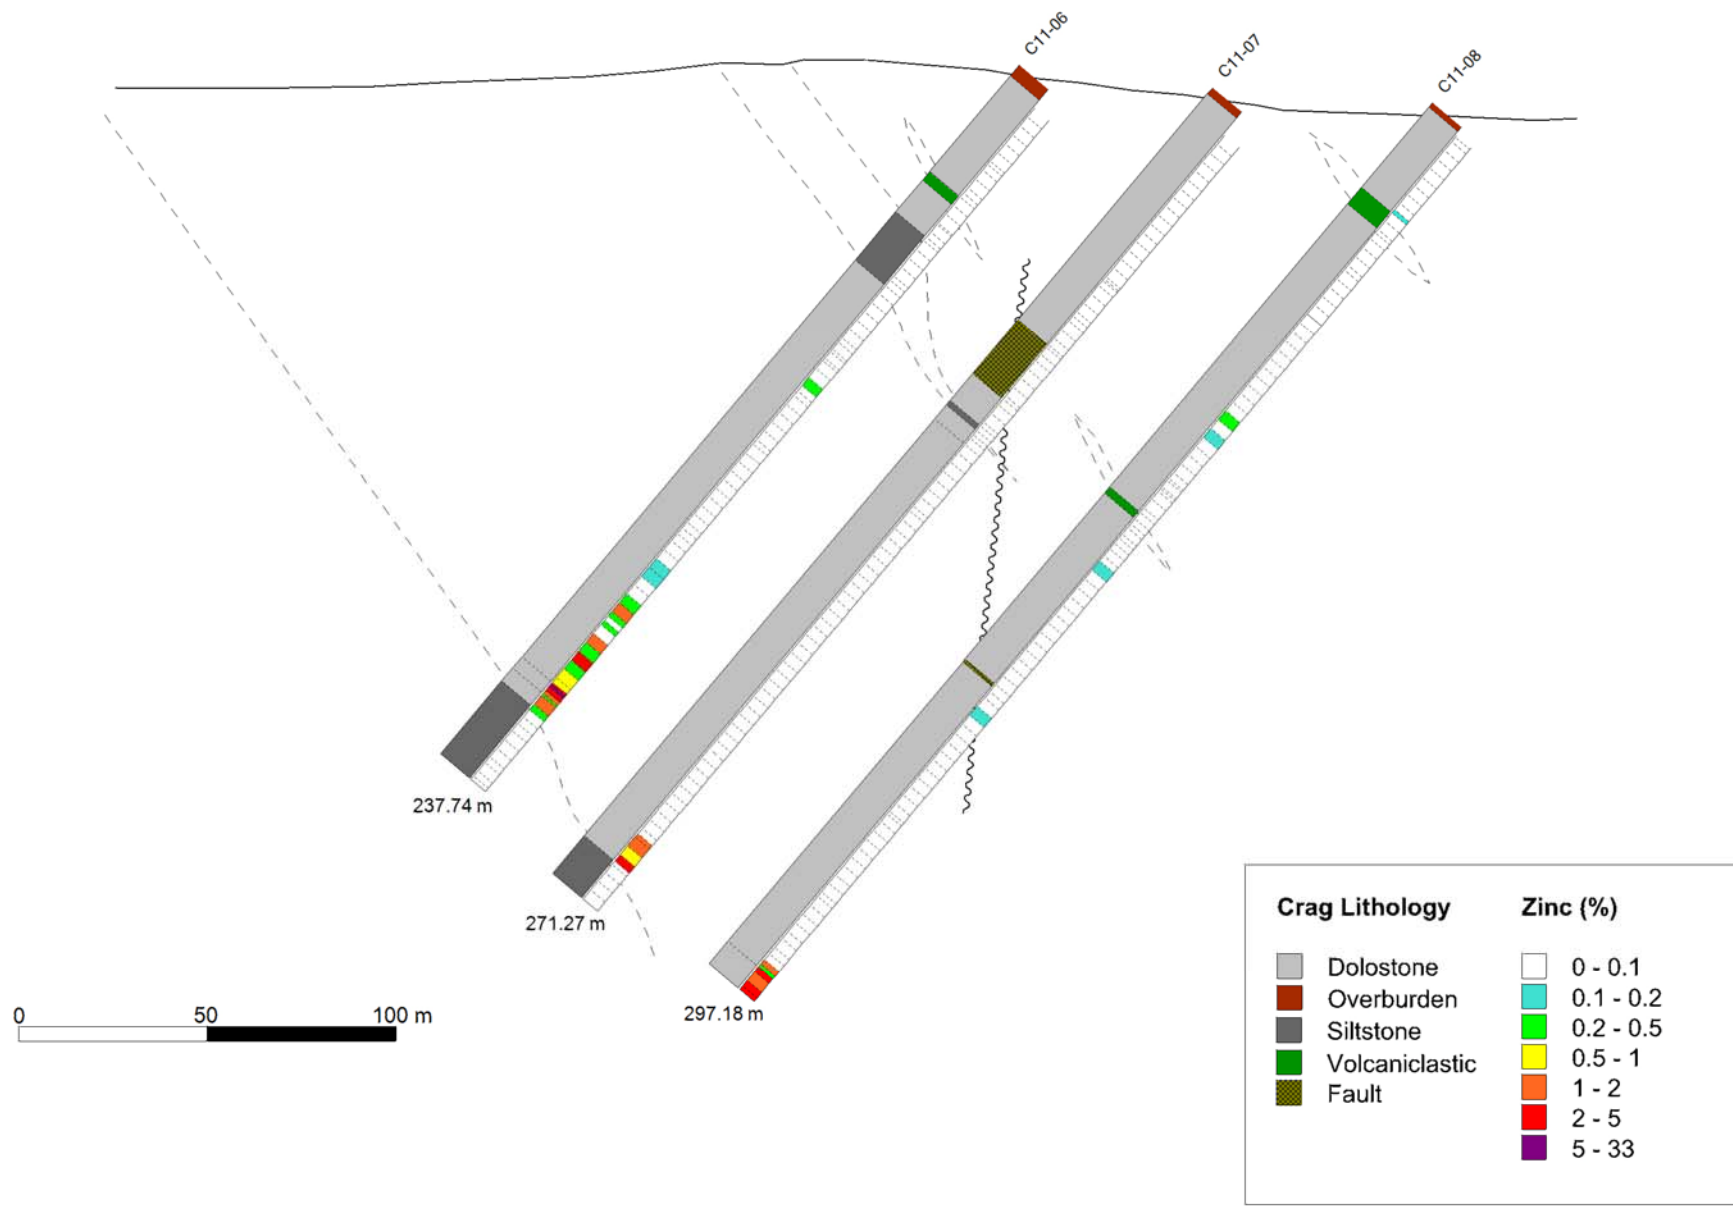 C11-06
C11-07
C11-08
237.74 m
271.27 m
297.18 m
0 50 100 m
Crag Lithology
Dolostone
Overburden
Siltstone
Volcaniclastic
Fault
Zinc (%)
0 - 0.1
0.1 - 0.2
0.2 - 0.5
0.5 - 1
1 - 2
2 - 5
5 - 33